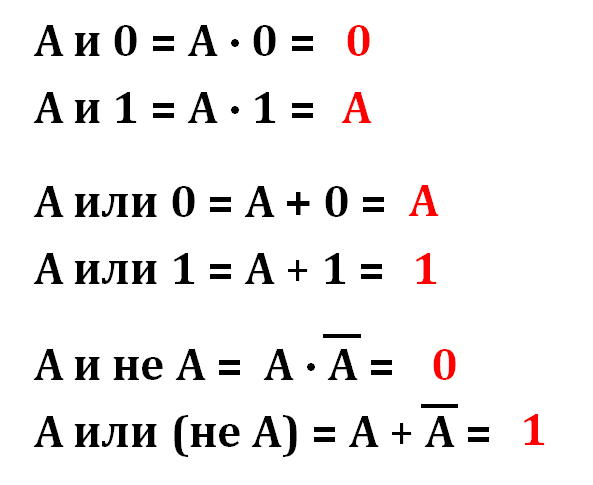 А и 0 = А · 0 = 0
А и 1 = А · 1 = А
А или 0 = А + 0 = А
А или 1 = А + 1 = 1
А и не А = А · А̅ = 0
А или (не А) = А + А̅ = 1